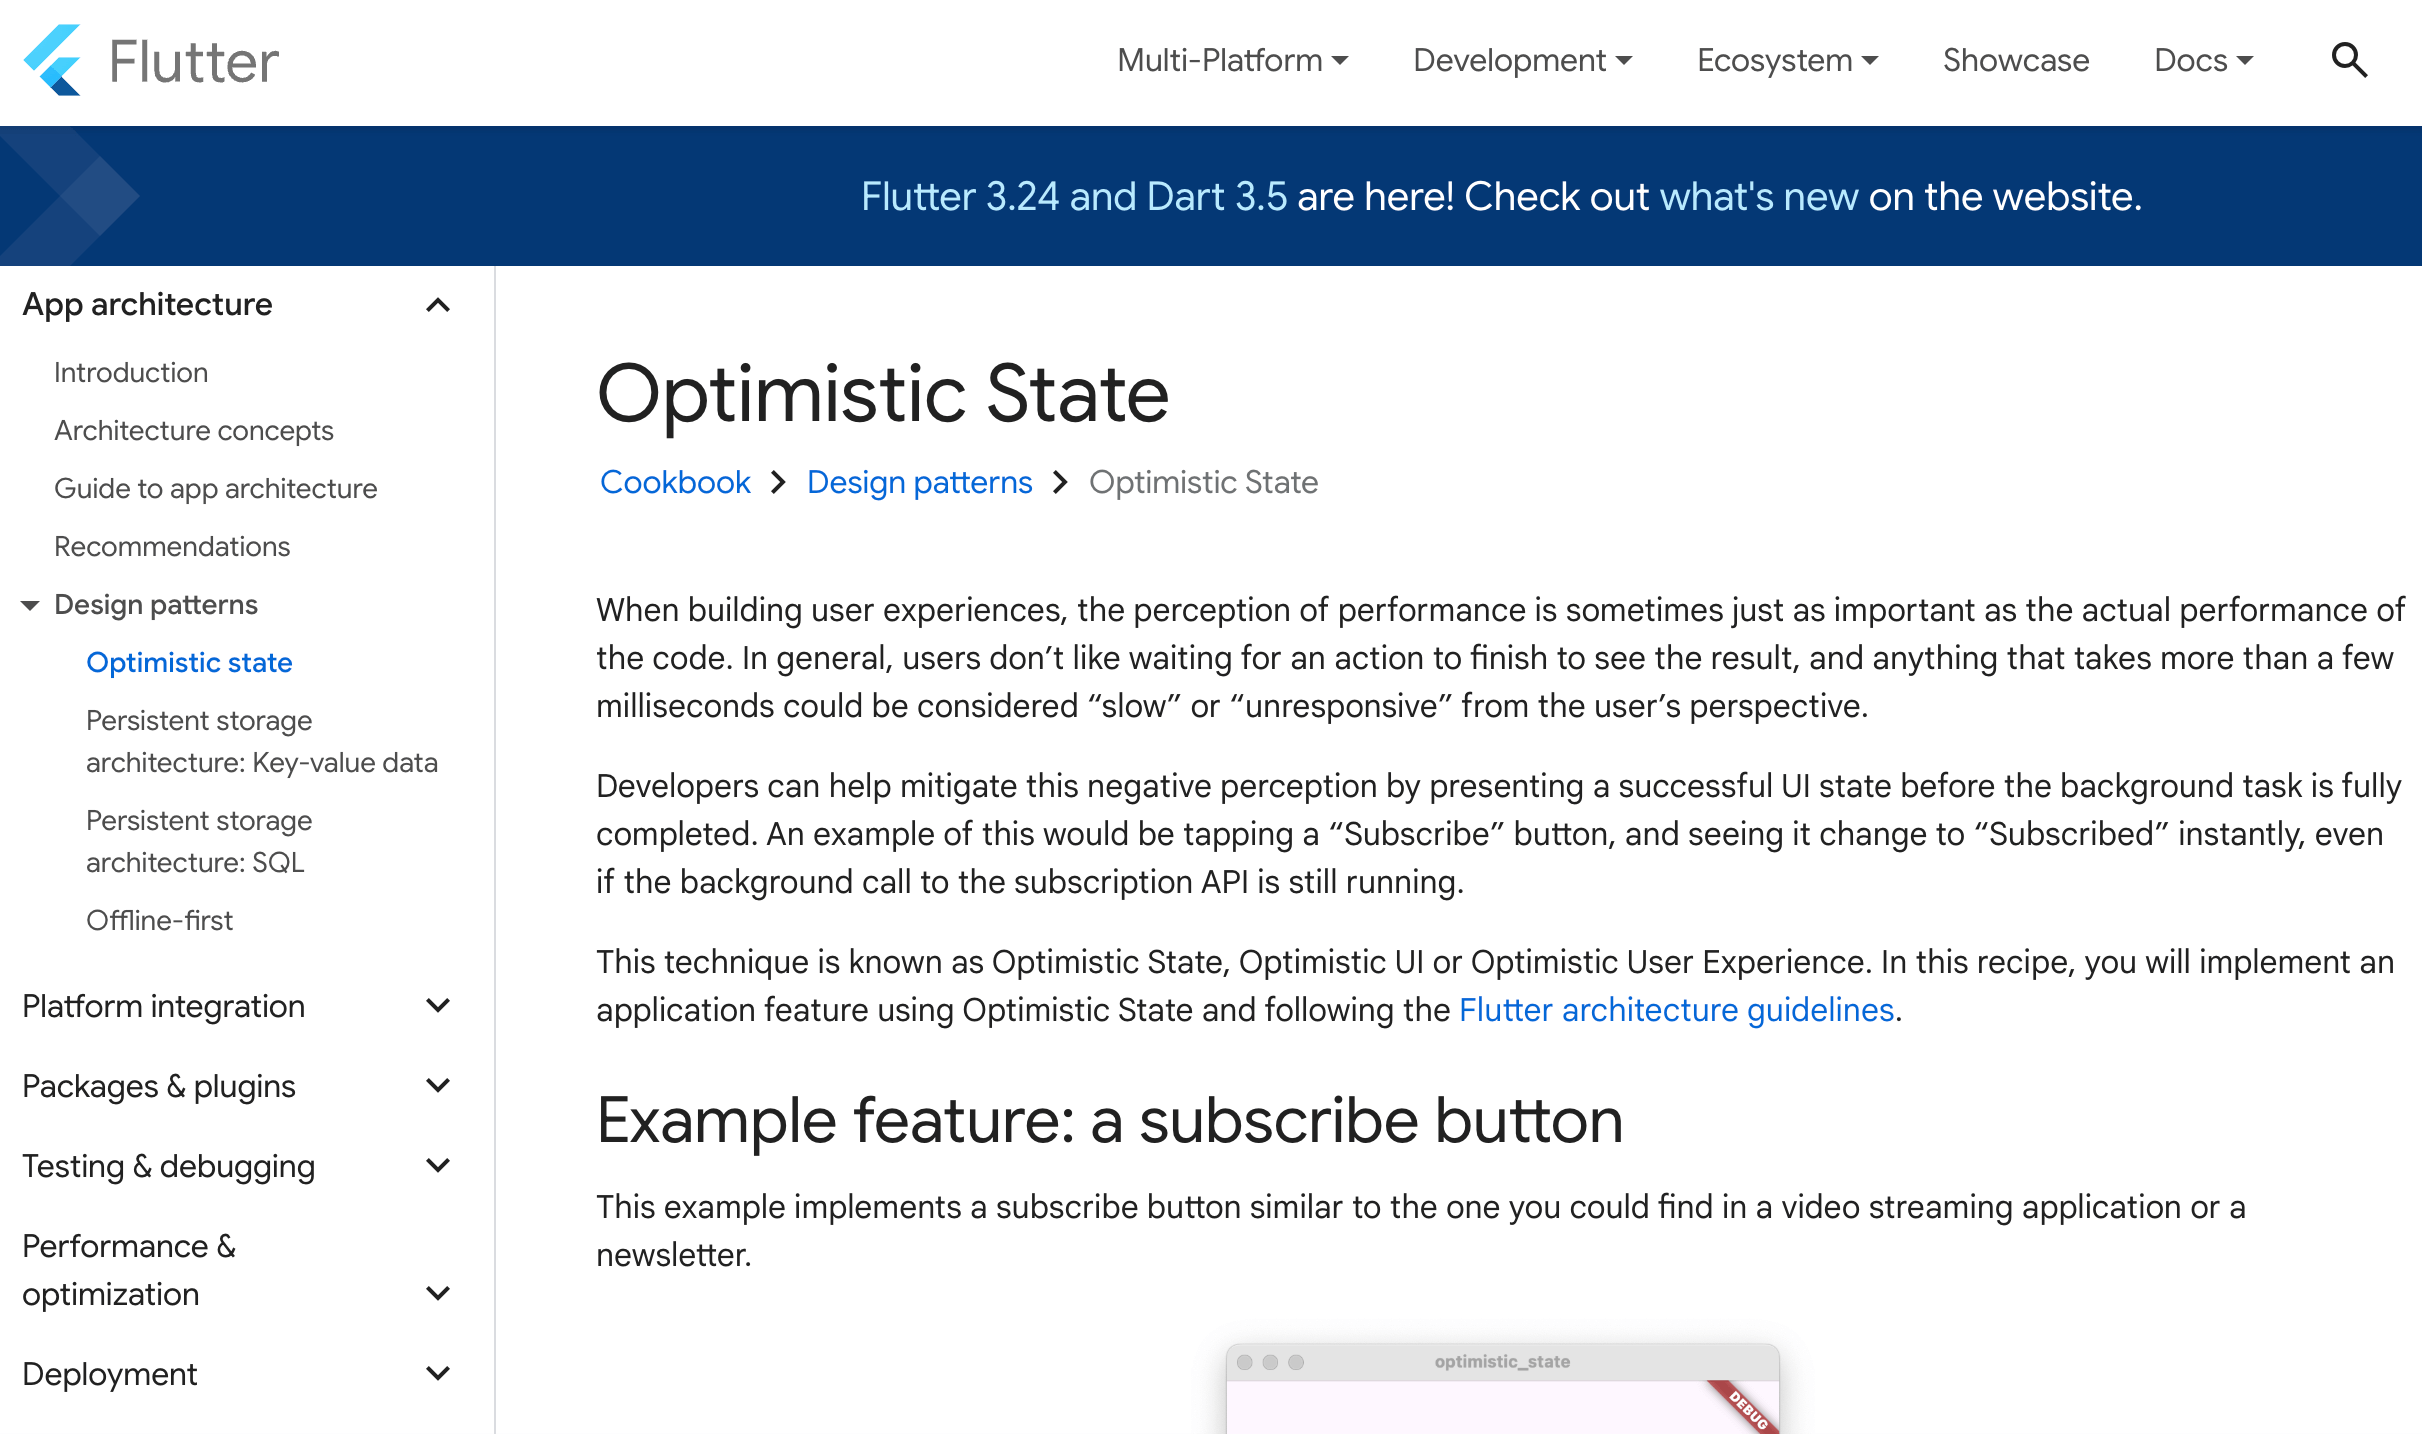 Flutter
Multi-Platform
Development
Ecosystem
Showcase
Docs
Flutter 3.24 and Dart 3.5 are here! Check out what's new on the website.
App architecture
Introduction
Architecture concepts
Guide to app architecture
Recommendations
Design patterns
Optimistic state
Persistent storage
architecture: Key-value data
Persistent storage
architecture: SQL
Offline-first
Platform integration
Packages & plugins
Testing & debugging
Performance &
optimization
Deployment
Optimistic State
Cookbook > Design patterns > Optimistic State
When building user experiences, the perception of performance is sometimes just as important as the actual performance of
the code. In general, users don’t like waiting for an action to finish to see the result, and anything that takes more than a few
milliseconds could be considered “slow” or “unresponsive” from the user’s perspective.
Developers can help mitigate this negative perception by presenting a successful UI state before the background task is fully
completed. An example of this would be tapping a “Subscribe” button, and seeing it change to “Subscribed” instantly, even
if the background call to the subscription API is still running.
This technique is known as Optimistic State, Optimistic UI or Optimistic User Experience. In this recipe, you will implement an
application feature using Optimistic State and following the Flutter architecture guidelines.
Example feature: a subscribe button
This example implements a subscribe button similar to the one you could find in a video streaming application or a
newsletter.
optimistic_state
DEBUG